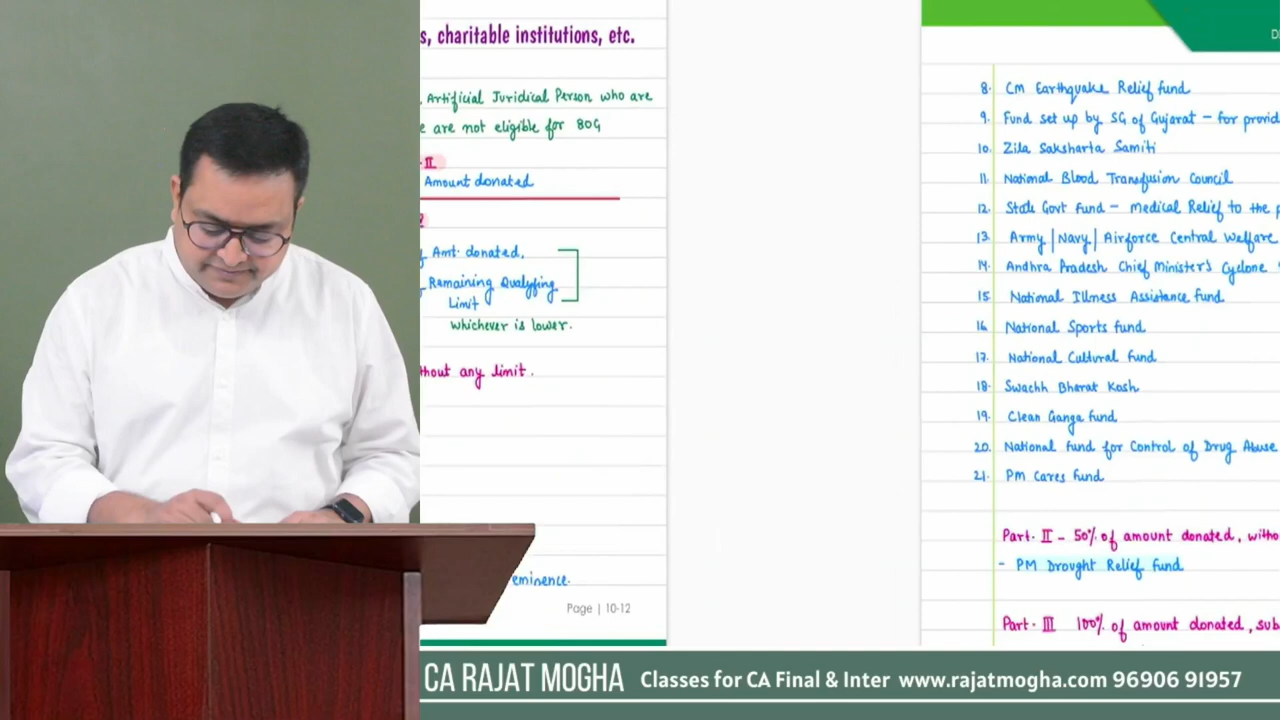 s, charitable institutions, etc.
Artificial Juridical Person who are
e are not eligible for 80G
II
Amount donated
Amt. donated.
Remaining Qualyfing
Limit
whichever is lower.
thout any limit.
eminence.
Page | 10-12
8. CM Earthquake Relief fund
9. Fund set up by SG of Gujarat - for provid
10. Zila Saksharta Samiti
11. National Blood Transfusion Council
12. State Govt fund - Medical Relief to the p
13. Army | Navy | Airforce Central Welfare
14. Andhra Pradesh Chief Minister's Cyclone
15. National Illness Assistance fund
16. National Sports fund
17. National Cultural fund
18. Swachh Bharat Kosh
19. Clean Ganga fund
20. National fund for Control of Drug Abuse
21. PM Cares fund
Part - II - 50% of amount donated, witho
- PM Drought Relief fund
Part - III 100% of amount donated, sub
CA RAJAT MOGHA Classes for CA Final & Inter www.rajatmogha.com 96906 91957